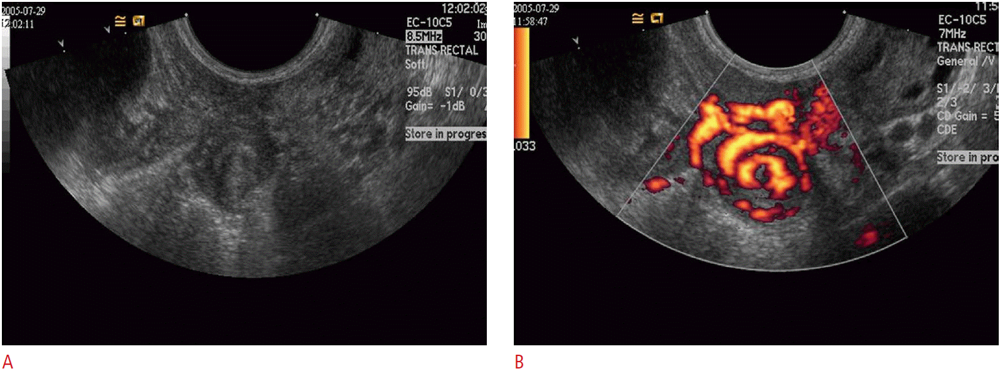 2005-07-29
12:02:11
12:02:02
EC-10C5
8.5MHz
30
TRANS-RECTAL
Soft
95dB S1/ 0/3
Gain= -1dB
Store in progres
A
2005-07-29
11:58:47
11:5
EC-10C5
7MHz
TRANS-RECT
General /V
S1/-2/ 3/
2/3
CD Gain = 5
CDE
Store in pro
.033
B